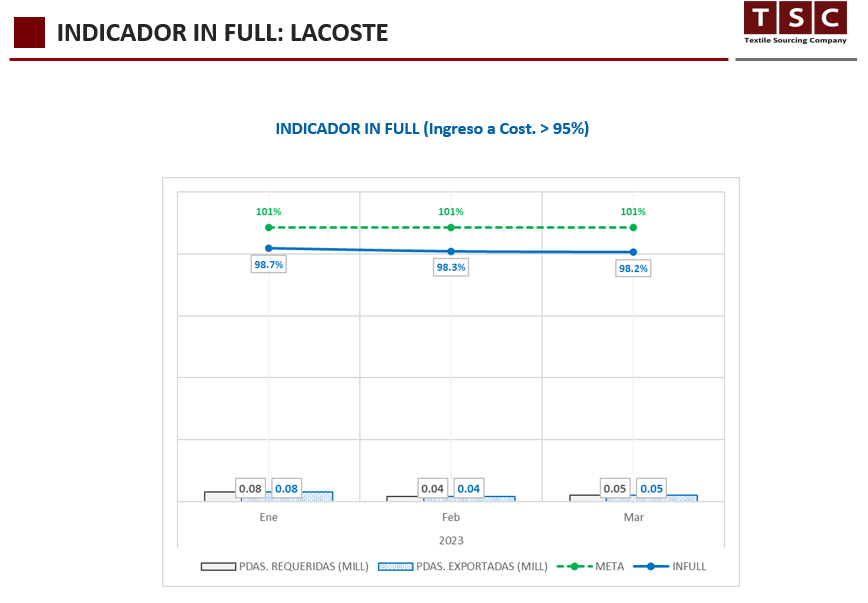 INDICADOR IN FULL: LACOSTE
T S C
Textile Sourcing Company
INDICADOR IN FULL (Ingreso a Cost. > 95%)
101% 101% 101%
98.7% 98.3% 98.2%
0.08 0.08 0.04 0.04 0.05 0.05
Ene Feb Mar
2023
PDAS. REQUERIDAS (MILL) PDAS. EXPORTADAS (MILL) META INFULL